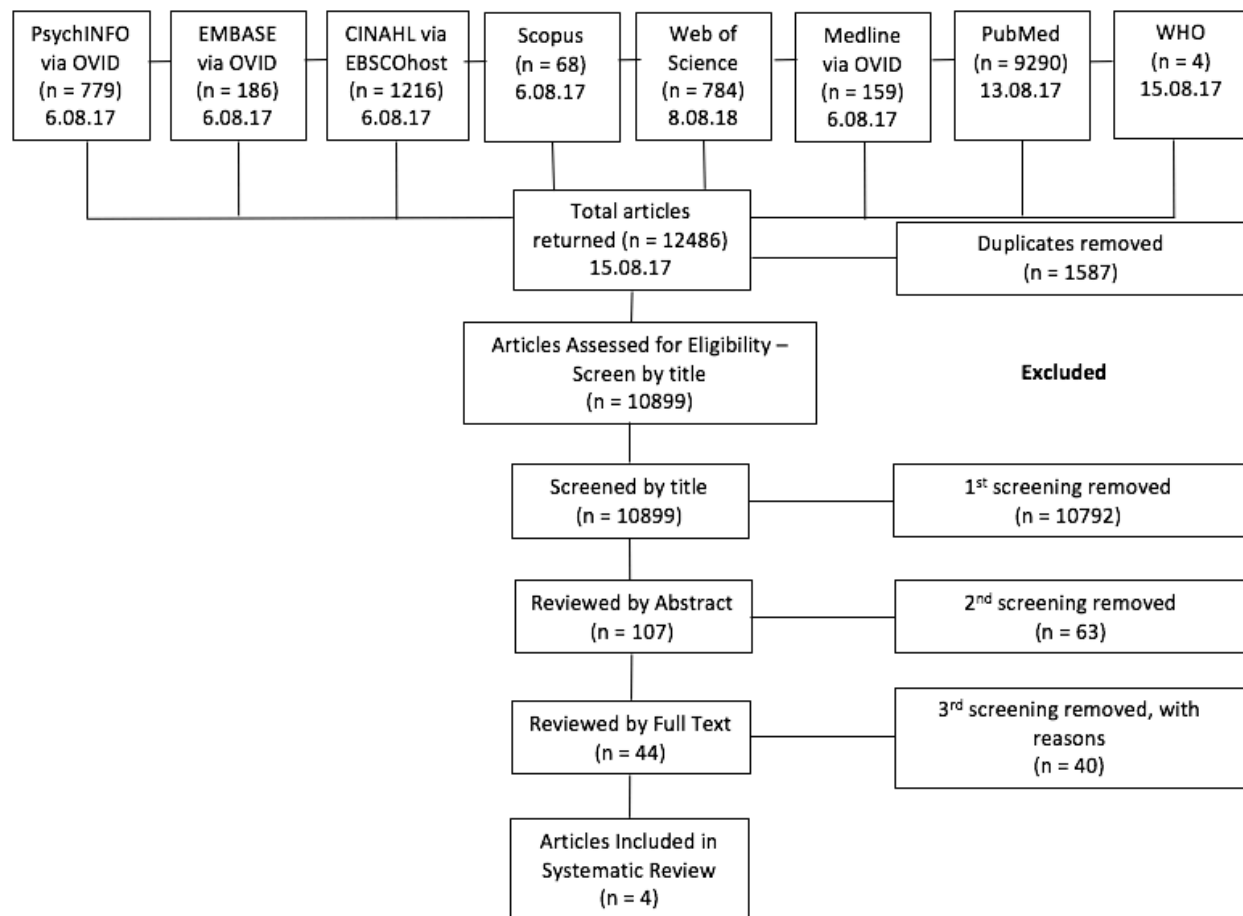 PsychINFO
via OVID
(n = 779)
6.08.17
EMBASE
via OVID
(n = 186)
6.08.17
CINAHL via
EBSCOhost
(n = 1216)
6.08.17
Scopus
(n = 68)
6.08.17
Web of
Science
(n = 784)
8.08.18
Medline
via OVID
(n = 159)
6.08.17
PubMed
(n = 9290)
13.08.17
WHO
(n = 4)
15.08.17
Total articles
returned (n = 12486)
15.08.17
Duplicates removed
(n = 1587)
Articles Assessed for Eligibility –
Screen by title
(n = 10899)
Excluded
Screened by title
(n = 10899)
1st screening removed
(n = 10792)
Reviewed by Abstract
(n = 107)
2nd screening removed
(n = 63)
Reviewed by Full Text
(n = 44)
3rd screening removed, with
reasons
(n = 40)
Articles Included in
Systematic Review
(n = 4)